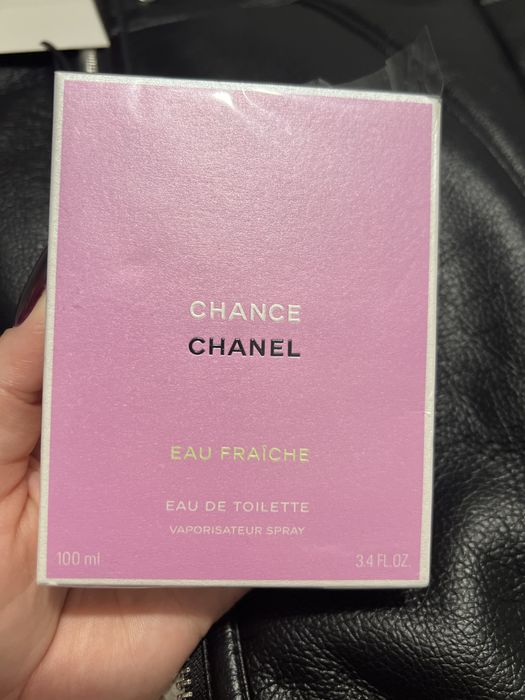 CHANCE
CHANEL
EAU FRAÎCHE
EAU DE TOILETTE
VAPORISATEUR SPRAY
100 ml
3.4 FL.OZ.